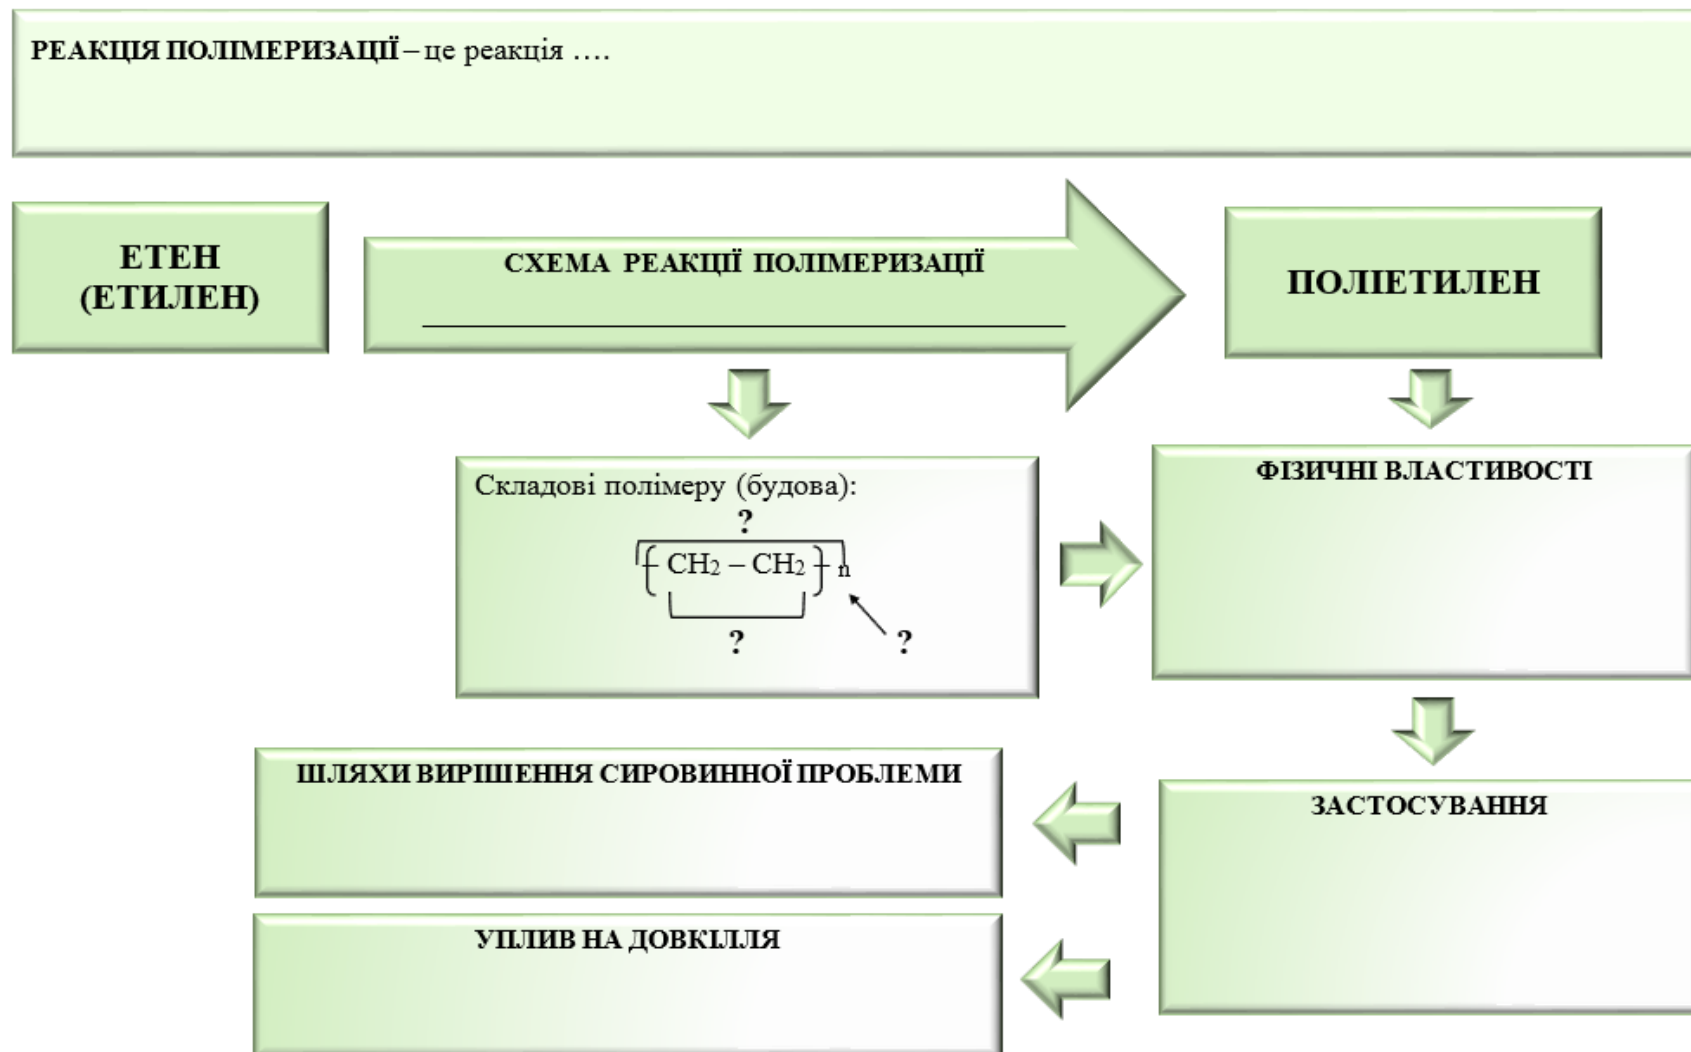 РЕАКЦІЯ ПОЛІМЕРИЗАЦІЇ – це реакція ….
ЕТЕН
(ЕТИЛЕН)
СХЕМА РЕАКЦІЇ ПОЛІМЕРИЗАЦІЇ
ПОЛІЕТИЛЕН
Складові полімеру (будова):
?
{ CH₂ – CH₂ } n
?
?
ФІЗИЧНІ ВЛАСТИВОСТІ
ШЛЯХИ ВИРІШЕННЯ СИРОВИННОЇ ПРОБЛЕМИ
ЗАСТОСУВАННЯ
УПЛИВ НА ДОВКІЛЛЯ